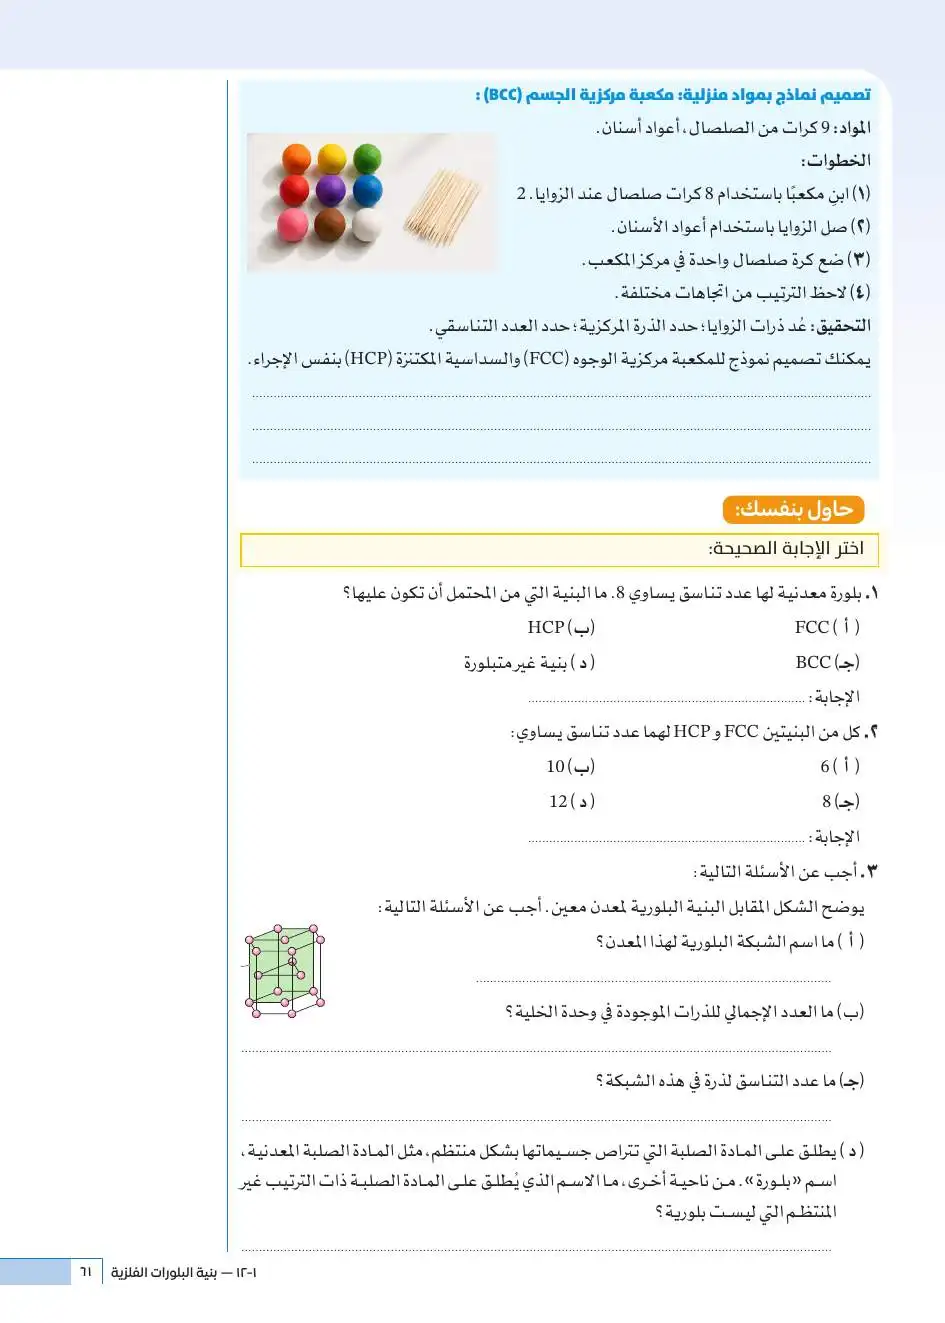 تصميم نماذج بمواد منزلية: مكعبة مركزية الجسم (BCC) :
المواد: 9 كرات من الصلصال، أعواد أسنان.
الخطوات:
(١) ابنِ مكعبًا باستخدام 8 كرات صلصال عند الزوايا. 2
(٢) صل الزوايا باستخدام أعواد الأسنان.
(٣) ضع كرة صلصال واحدة في مركز المكعب.
(٤) لاحظ الترتيب من اتجاهات مختلفة.
التحقيق: عُد ذرات الزوايا؛ حدد الذرة المركزية؛ حدد العدد التناسقي.
يمكنك تصميم نموذج للمكعبة مركزية الوجوه (FCC) والسداسية المكتنزة (HCP) بنفس الإجراء.
حاول بنفسك:
اختر الإجابة الصحيحة:
١. بلورة معدنية لها عدد تناسق يساوي 8. ما البنية التي من المحتمل أن تكون عليها؟
( أ ) FCC (ب) HCP
(جـ) BCC ( د ) بنية غير متبلورة
الإجابة:
٢. كل من البنيتين FCC و HCP لهما عدد تناسق يساوي:
( أ ) 6 (ب) 10
(جـ) 8 ( د ) 12
الإجابة:
٣. أجب عن الأسئلة التالية:
يوضح الشكل المقابل البنية البلورية لمعدن معين. أجب عن الأسئلة التالية:
( أ ) ما اسم الشبكة البلورية لهذا المعدن؟
(ب) ما العدد الإجمالي للذرات الموجودة في وحدة الخلية؟
(جـ) ما عدد التناسق لذرة في هذه الشبكة؟
( د ) يطلق على المادة الصلبة التي تتراص جسيماتها بشكل منتظم، مثل المادة الصلبة المعدنية،
اسم «بلورة». من ناحية أخرى، ما الاسم الذي يُطلق على المادة الصلبة ذات الترتيب غير
المنتظم التي ليست بلورية؟
١-١٢ — بنية البلورات الفلزية ٦١